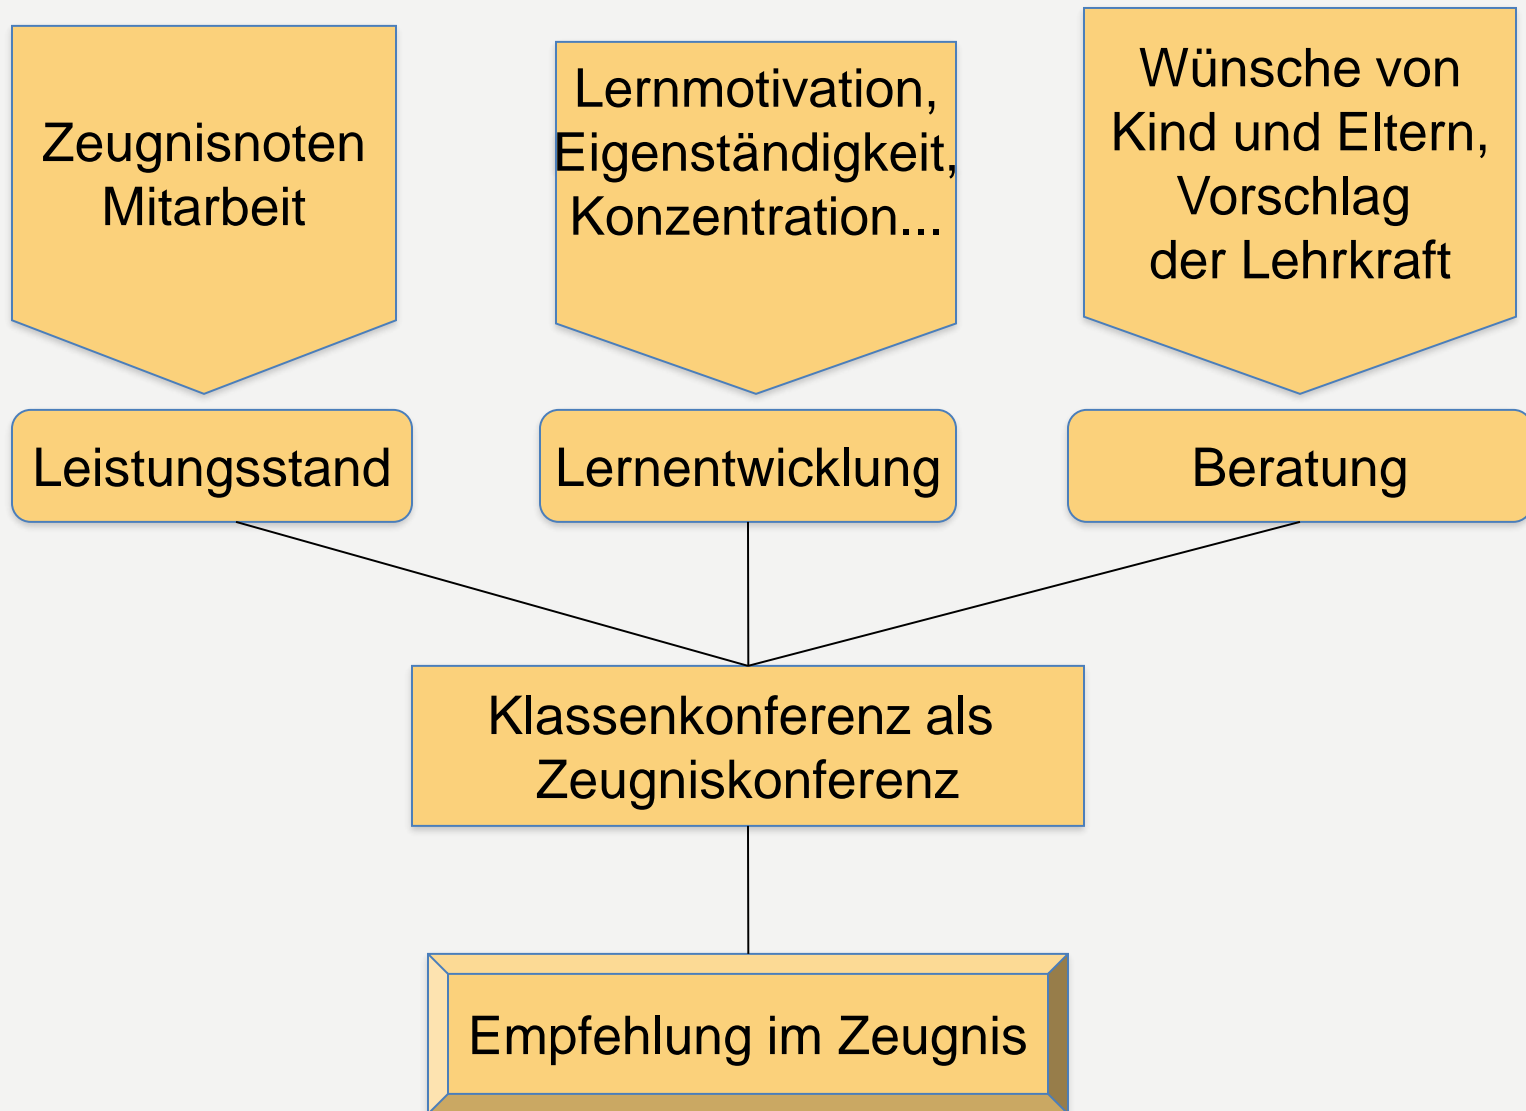 Zeugnisnoten
Mitarbeit
Lernmotivation,
Eigenständigkeit,
Konzentration...
Wünsche von
Kind und Eltern,
Vorschlag
der Lehrkraft
Leistungsstand
Lernentwicklung
Beratung
Klassenkonferenz als
Zeugniskonferenz
Empfehlung im Zeugnis